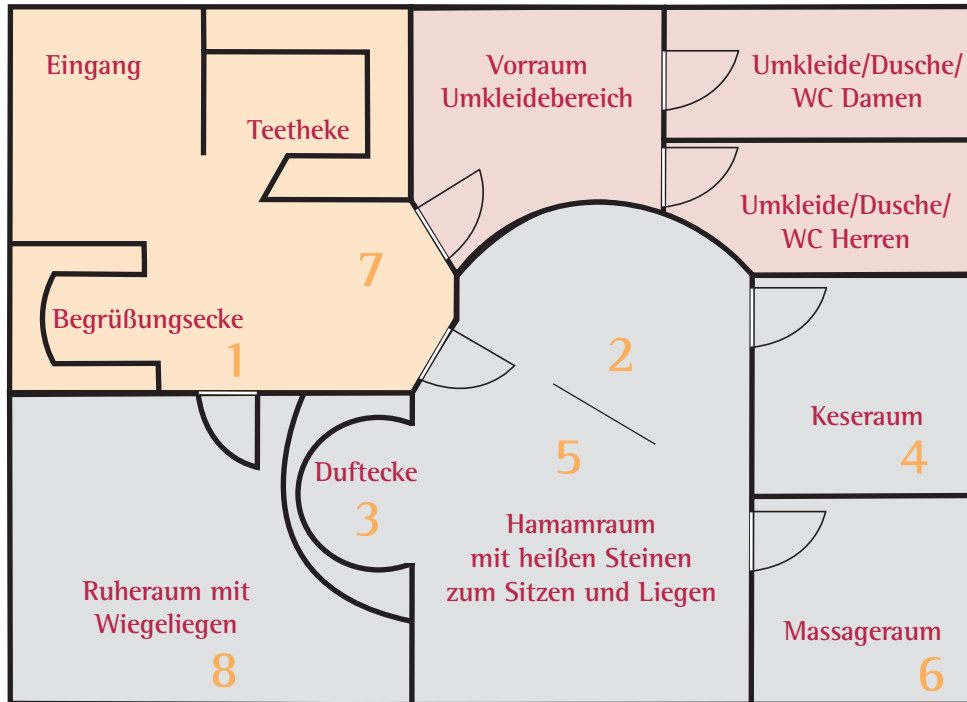 Eingang
Teetheke
Vorraum
Umkleidebereich
Umkleide/Dusche/
WC Damen
Umkleide/Dusche/
WC Herren
7
Begrüßungsecke
1
2
Keseraum
4
Duftecke
3
5
Hamamraum
mit heißen Steinen
zum Sitzen und Liegen
Ruheraum mit
Wiegeliegen
8
Massageraum
6